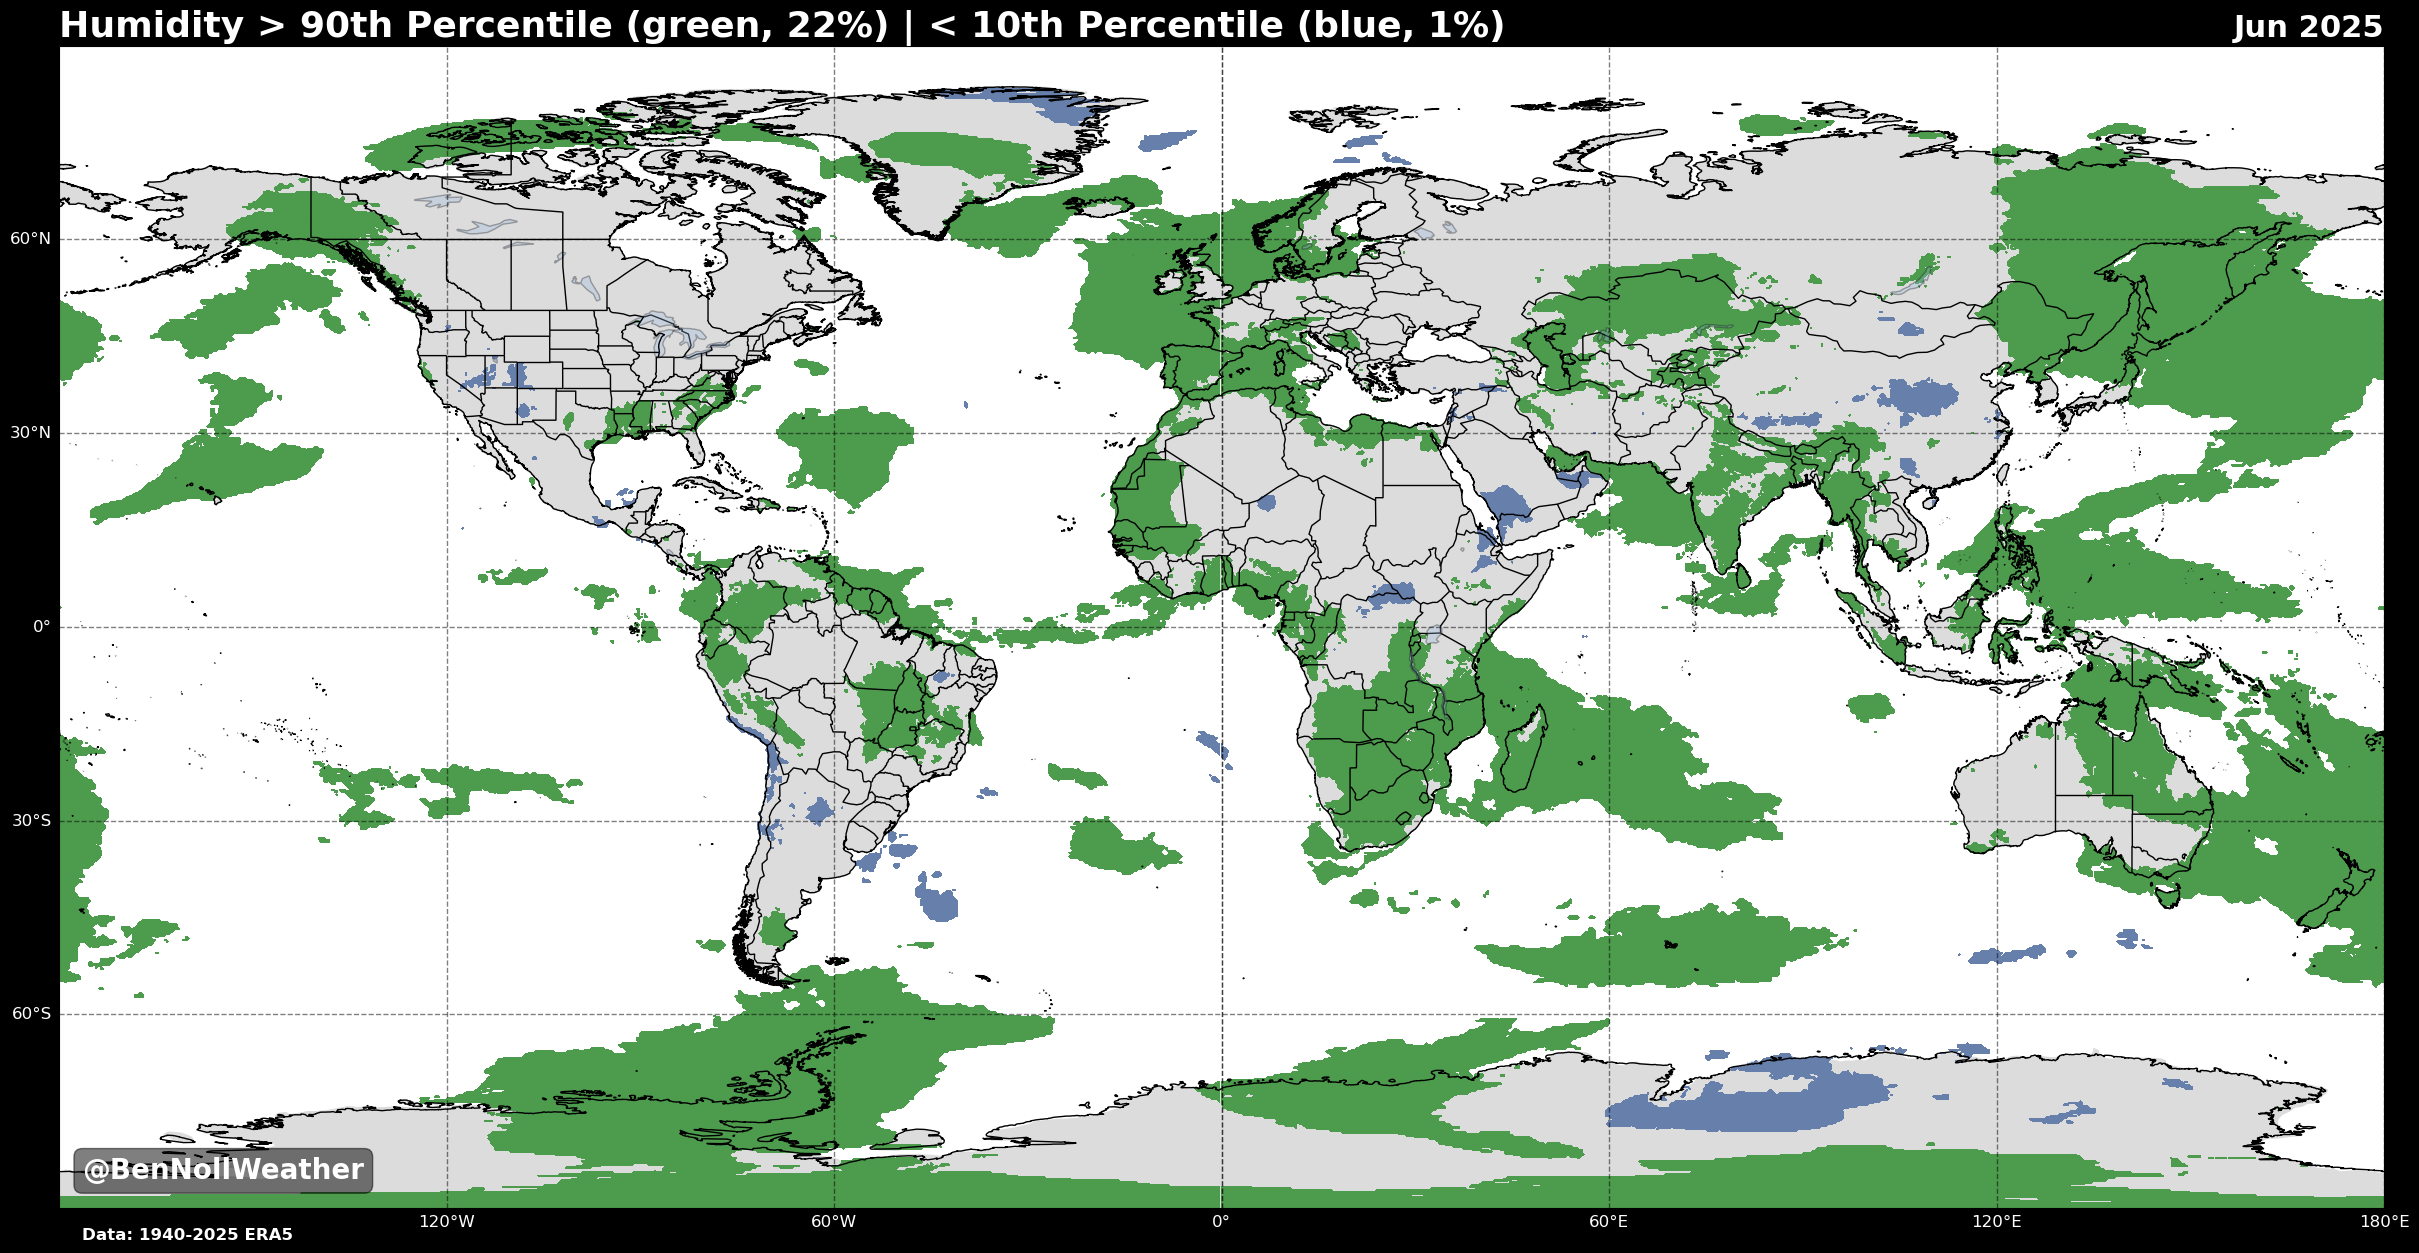 Humidity > 90th Percentile (green, 22%) | < 10th Percentile (blue, 1%)
Jun 2025
60°N
30°N
0°
30°S
60°S
@BenNollWeather
120°W
60°W
0°
60°E
120°E
180°E
Data: 1940-2025 ERA5